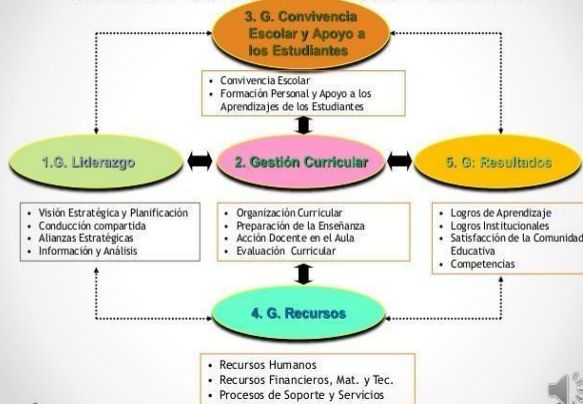 3. G. Convivencia
Escolar y Apoyo a
los Estudiantes
• Convivencia Escolar
• Formación Personal y Apoyo a los
Aprendizajes de los Estudiantes
1.G. Liderazgo
2. Gestión Curricular
5. G: Resultados
• Visión Estratégica y Planificación
• Conducción compartida
• Alianzas Estratégicas
• Información y Análisis
• Organización Curricular
• Preparación de la Enseñanza
• Acción Docente en el Aula
• Evaluación Curricular
• Logros de Aprendizaje
• Logros Institucionales
• Satisfacción de la Comunidad
Educativa
• Competencias
4. G. Recursos
• Recursos Humanos
• Recursos Financieros, Mat. y Tec.
• Procesos de Soporte y Servicios